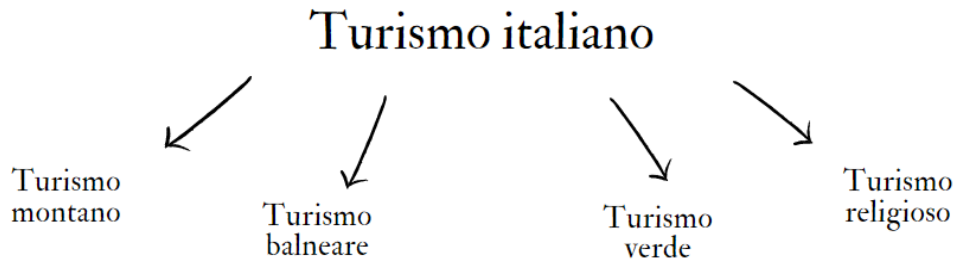 Turismo italiano
Turismo
montano
Turismo
balneare
Turismo
verde
Turismo
religioso